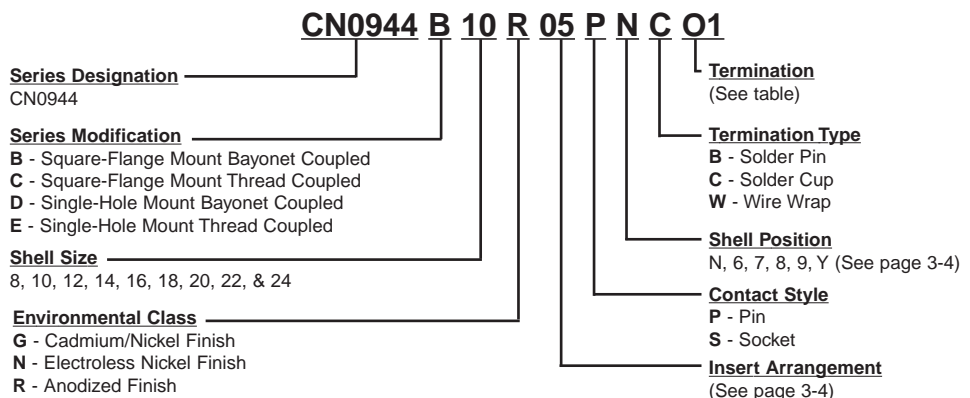 CN0944 B 10 R 05 P N C O1
Series Designation
CN0944
Series Modification
B - Square-Flange Mount Bayonet Coupled
C - Square-Flange Mount Thread Coupled
D - Single-Hole Mount Bayonet Coupled
E - Single-Hole Mount Thread Coupled
Shell Size
8, 10, 12, 14, 16, 18, 20, 22, & 24
Environmental Class
G - Cadmium/Nickel Finish
N - Electroless Nickel Finish
R - Anodized Finish
Termination
(See table)
Termination Type
B - Solder Pin
C - Solder Cup
W - Wire Wrap
Shell Position
N, 6, 7, 8, 9, Y (See page 3-4)
Contact Style
P - Pin
S - Socket
Insert Arrangement
(See page 3-4)